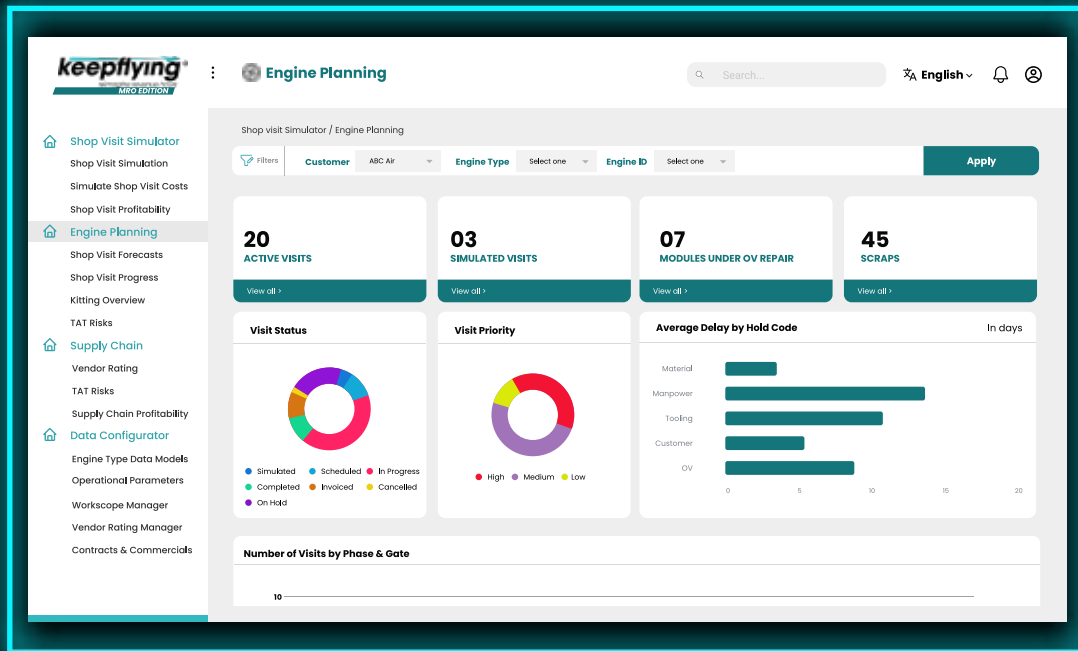 keepflying
MRO EDITION
Engine Planning
Search...
English
Shop Visit Simulator
Shop Visit Simulation
Simulate Shop Visit Costs
Shop Visit Profitability
Engine Planning
Shop Visit Forecasts
Shop Visit Progress
Kitting Overview
TAT Risks
Supply Chain
Vendor Rating
TAT Risks
Supply Chain Profitability
Data Configurator
Engine Type Data Models
Operational Parameters
Workscope Manager
Vendor Rating Manager
Contracts & Commercials
Shop visit Simulator / Engine Planning
Filters Customer ABC Air Engine Type Select one Engine ID Select one Apply
20
ACTIVE VISITS
View all >
03
SIMULATED VISITS
View all >
07
MODULES UNDER OV REPAIR
View all >
45
SCRAPS
View all >
Visit Status
Simulated Scheduled In Progress
Completed Invoiced Cancelled
On Hold
Visit Priority
High Medium Low
Average Delay by Hold Code In days
Material
Manpower
Tooling
Customer
OV
0 5 10 15 20
Number of Visits by Phase & Gate
10